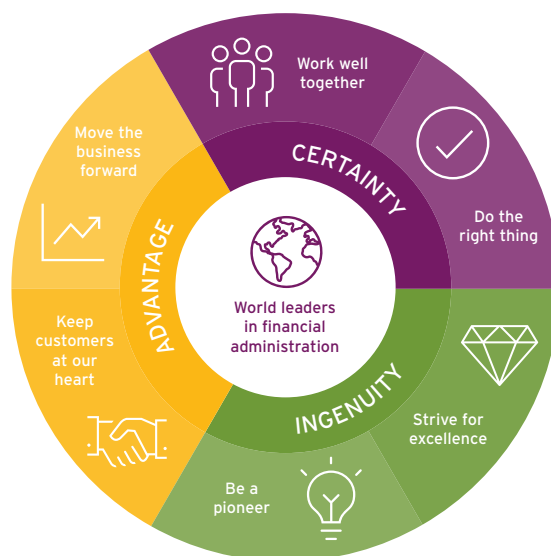 Work well
together
Do the
right thing
Strive for
excellence
Be a
pioneer
Keep
customers
at our
heart
Move the
business
forward
CERTAINTY
INGENUITY
ADVANTAGE
World leaders
in financial
administration